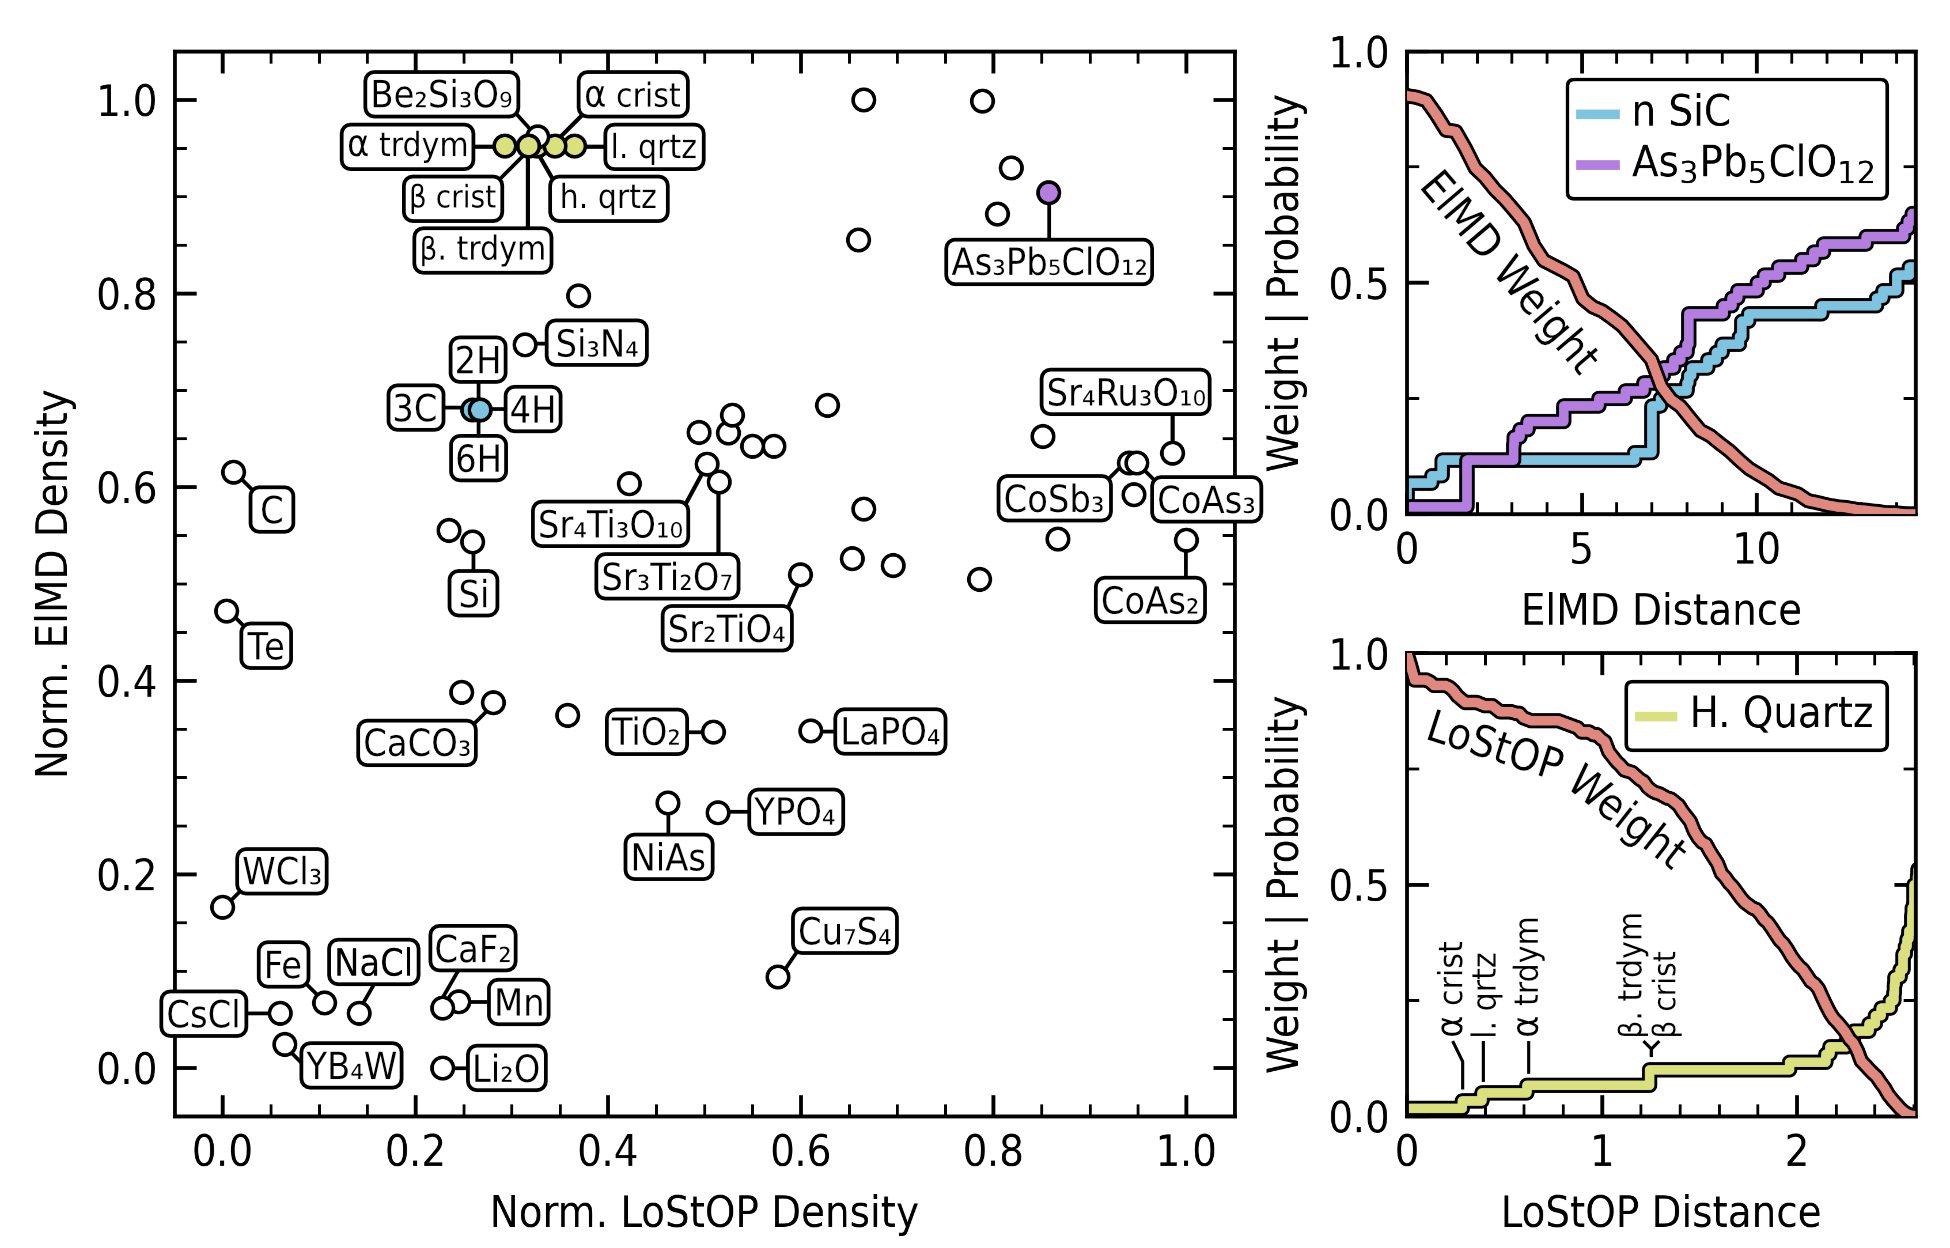 Be₂Si₃O₉
α crist
α trdym
l. qrtz
β crist
h. qrtz
β. trdym
As₃Pb₅ClO₁₂
Si₃N₄
2H
3C
4H
6H
Sr₄Ru₃O₁₀
C
CoSb₃
CoAs₃
Sr₄Ti₃O₁₀
Sr₃Ti₂O₇
Si
CoAs₂
Sr₂TiO₄
Te
CaCO₃
TiO₂
LaPO₄
YPO₄
NiAs
WCl₃
Cu₇S₄
CaF₂
Fe
NaCl
Mn
CsCl
YB₄W
Li₂O
1.0
0.8
0.6
0.4
0.2
0.0
0.0 0.2 0.4 0.6 0.8 1.0
Norm. ElMD Density
Norm. LoStOP Density
1.0
0.5
0.0
Weight | Probability
n SiC
As₃Pb₅ClO₁₂
ElMD Weight
0 5 10
ElMD Distance
1.0
0.5
0.0
Weight | Probability
H. Quartz
LoStOP Weight
α crist
l. qrtz
α trdym
β. trdym
β crist
0 1 2
LoStOP Distance